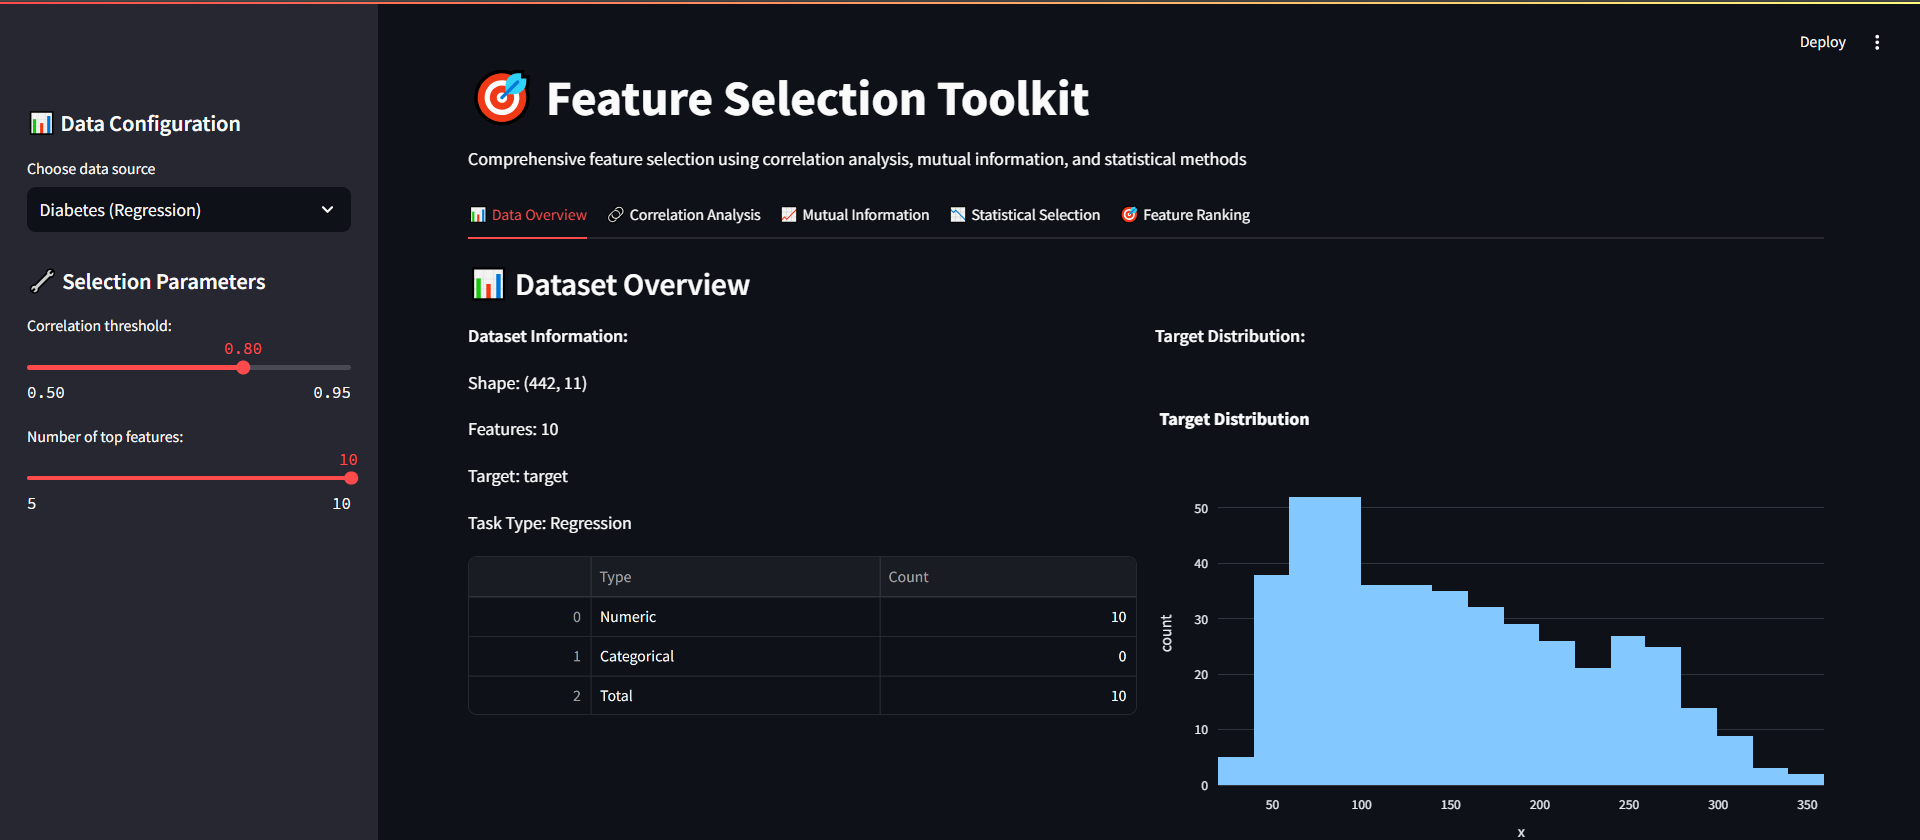 Deploy
Data Configuration
Choose data source
Diabetes (Regression)
Selection Parameters
Correlation threshold:
0.80
0.50 0.95
Number of top features:
10
5 10
Feature Selection Toolkit
Comprehensive feature selection using correlation analysis, mutual information, and statistical methods
Data Overview Correlation Analysis Mutual Information Statistical Selection Feature Ranking
Dataset Overview
Dataset Information:
Shape: (442, 11)
Features: 10
Target: target
Task Type: Regression
Type Count
0 Numeric 10
1 Categorical 0
2 Total 10
Target Distribution:
Target Distribution
50
40
30
20
10
0
count
50 100 150 200 250 300 350
x